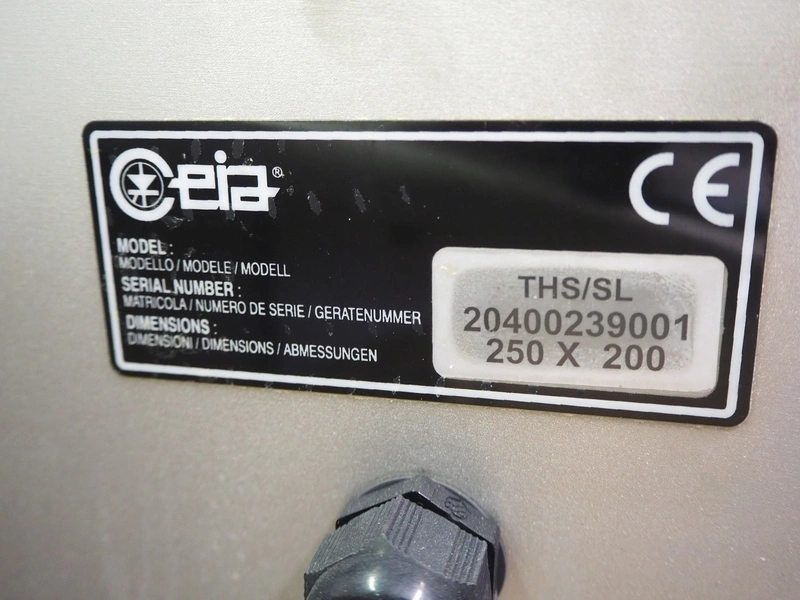 Ceia®
CE
MODEL :
MODELLO / MODELE / MODELL
SERIAL NUMBER :
MATRICOLA / NUMERO DE SERIE / GERATENUMMER
DIMENSIONS :
DIMENSIONI / DIMENSIONS / ABMESSUNGEN
THS/SL
20400239001
250 X 200